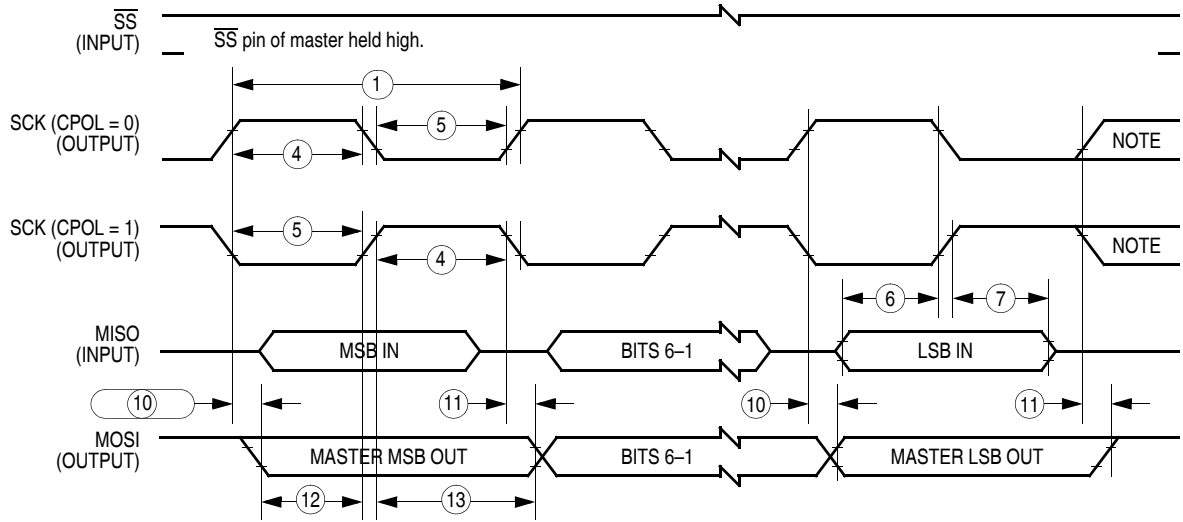 SS
(INPUT)
SS pin of master held high.
1
SCK (CPOL = 0)
(OUTPUT)
5
4
NOTE
SCK (CPOL = 1)
(OUTPUT)
5
4
NOTE
6
7
MISO
(INPUT)
MSB IN
BITS 6–1
LSB IN
10
11
10
11
MOSI
(OUTPUT)
MASTER MSB OUT
BITS 6–1
MASTER LSB OUT
12
13